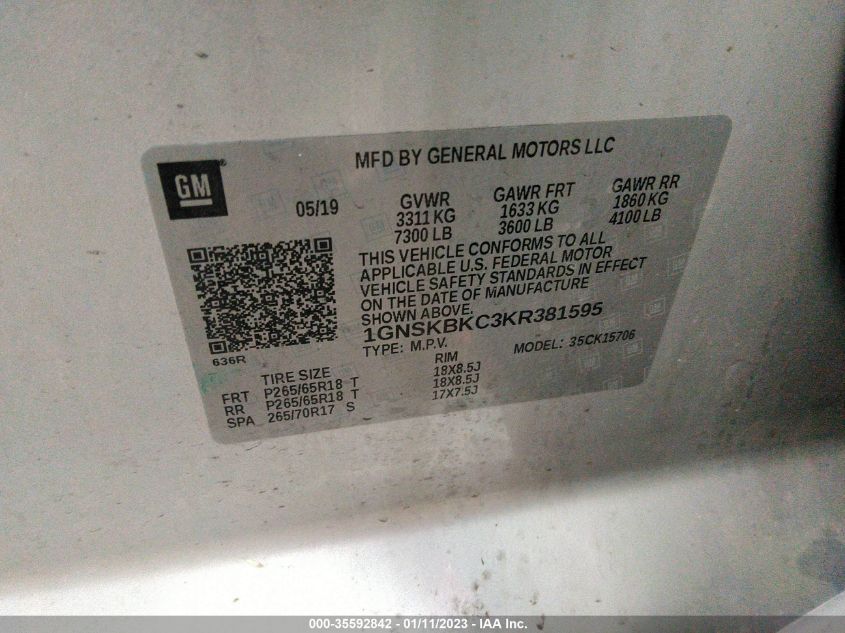 MFD BY GENERAL MOTORS LLC
GM
05/19
GVWR GAWR FRT GAWR RR
3311 KG 1633 KG 1860 KG
7300 LB 3600 LB 4100 LB
THIS VEHICLE CONFORMS TO ALL
APPLICABLE U.S. FEDERAL MOTOR
VEHICLE SAFETY STANDARDS IN EFFECT
ON THE DATE OF MANUFACTURE
SHOWN ABOVE.
1GNSKBKC3KR381595
TYPE: M.P.V. MODEL: 35CK15706
636R
TIRE SIZE RIM
FRT P265/65R18 T 18X8.5J
RR P265/65R18 T 18X8.5J
SPA 265/70R17 S 17X7.5J
000-35592842 - 01/11/2023 - IAA Inc.